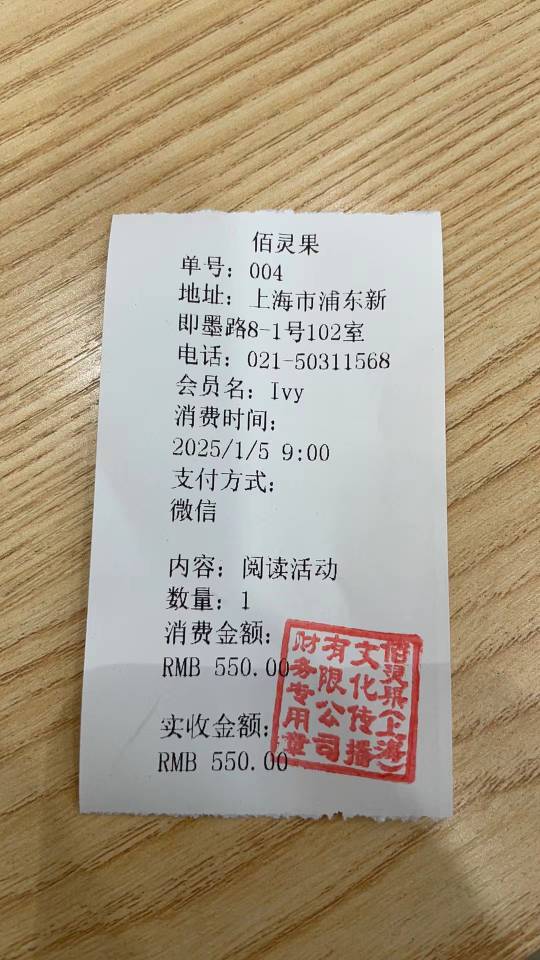 佰灵果
单号：004
地址：上海市浦东新
即墨路8-1号102室
电话：021-50311568
会员名：Ivy
消费时间：
2025/1/5 9:00
支付方式：
微信
内容：阅读活动
数量：1
消费金额：
RMB 550.00
实收金额：
RMB 550.00
佰灵果（上海）
文化传播
有限公司
财务专用章